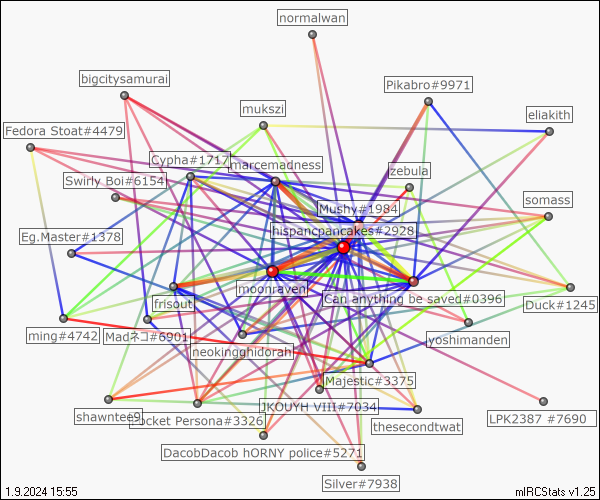 normalwan
bigcitysamurai
Pikabro#9971
mukszi
eliakith
Fedora Stoat#4479
Cypha#1717
marcemadness
zebula
Swirly Boi#6154
somass
Mushy#1984
hispancpancakes#2928
Eg.Master#1378
moonraven
frisout
Can anything be saved#0396
Duck#1245
ming#4742
Madネコ#6901
yoshimanden
neokingghidorah
Majestic#3375
JKOUYH VIII#7034
shawntee9
ocket Persona#3326
thesecondtwat
LPK2387 #7690
DacobDacob hORNY police#5271
Silver#7938
1.9.2024 15:55
mIRCStats v1.25